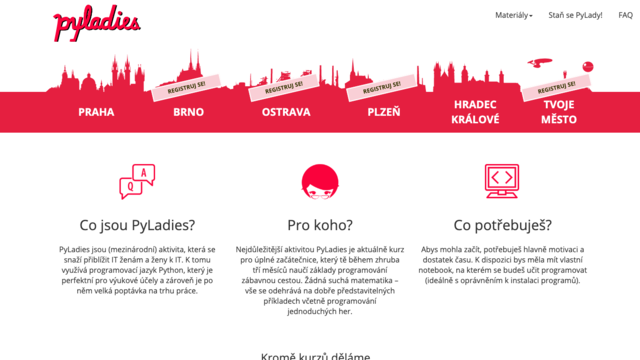 pyladies
Materiály
Staň se PyLady!
FAQ
REGISTRUJ SE!
REGISTRUJ SE!
REGISTRUJ SE!
REGISTRUJ SE!
PRAHA
BRNO
OSTRAVA
PLZEŇ
HRADEC
KRÁLOVÉ
TVOJE
MĚSTO
Q
A
Co jsou PyLadies?
PyLadies jsou (mezinárodní) aktivita, která se
snaží přiblížit IT ženám a ženy k IT. K tomu
využívá programovací jazyk Python, který je
perfektní pro výukové účely a zároveň je po
něm velká poptávka na trhu práce.
Pro koho?
Nejdůležitější aktivitou PyLadies je aktuálně kurz
pro úplné začátečnice, který tě během zhruba
tří měsíců naučí základy programování
zábavnou cestou. Žádná suchá matematika –
vše se odehrává na dobře představitelných
příkladech včetně programování
jednoduchých her.
Co potřebuješ?
Abys mohla začít, potřebuješ hlavně motivaci a
dostatek času. K dispozici bys měla mít vlastní
notebook, na kterém se budeš učit programovat
(ideálně s oprávněním k instalaci programů).
Kromě kurzů děláme